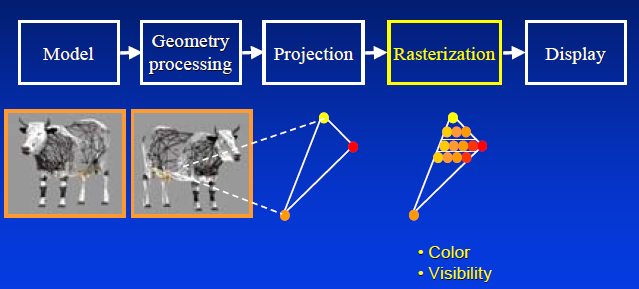 Model
Geometry
processing
Projection
Rasterization
Display
• Color
• Visibility